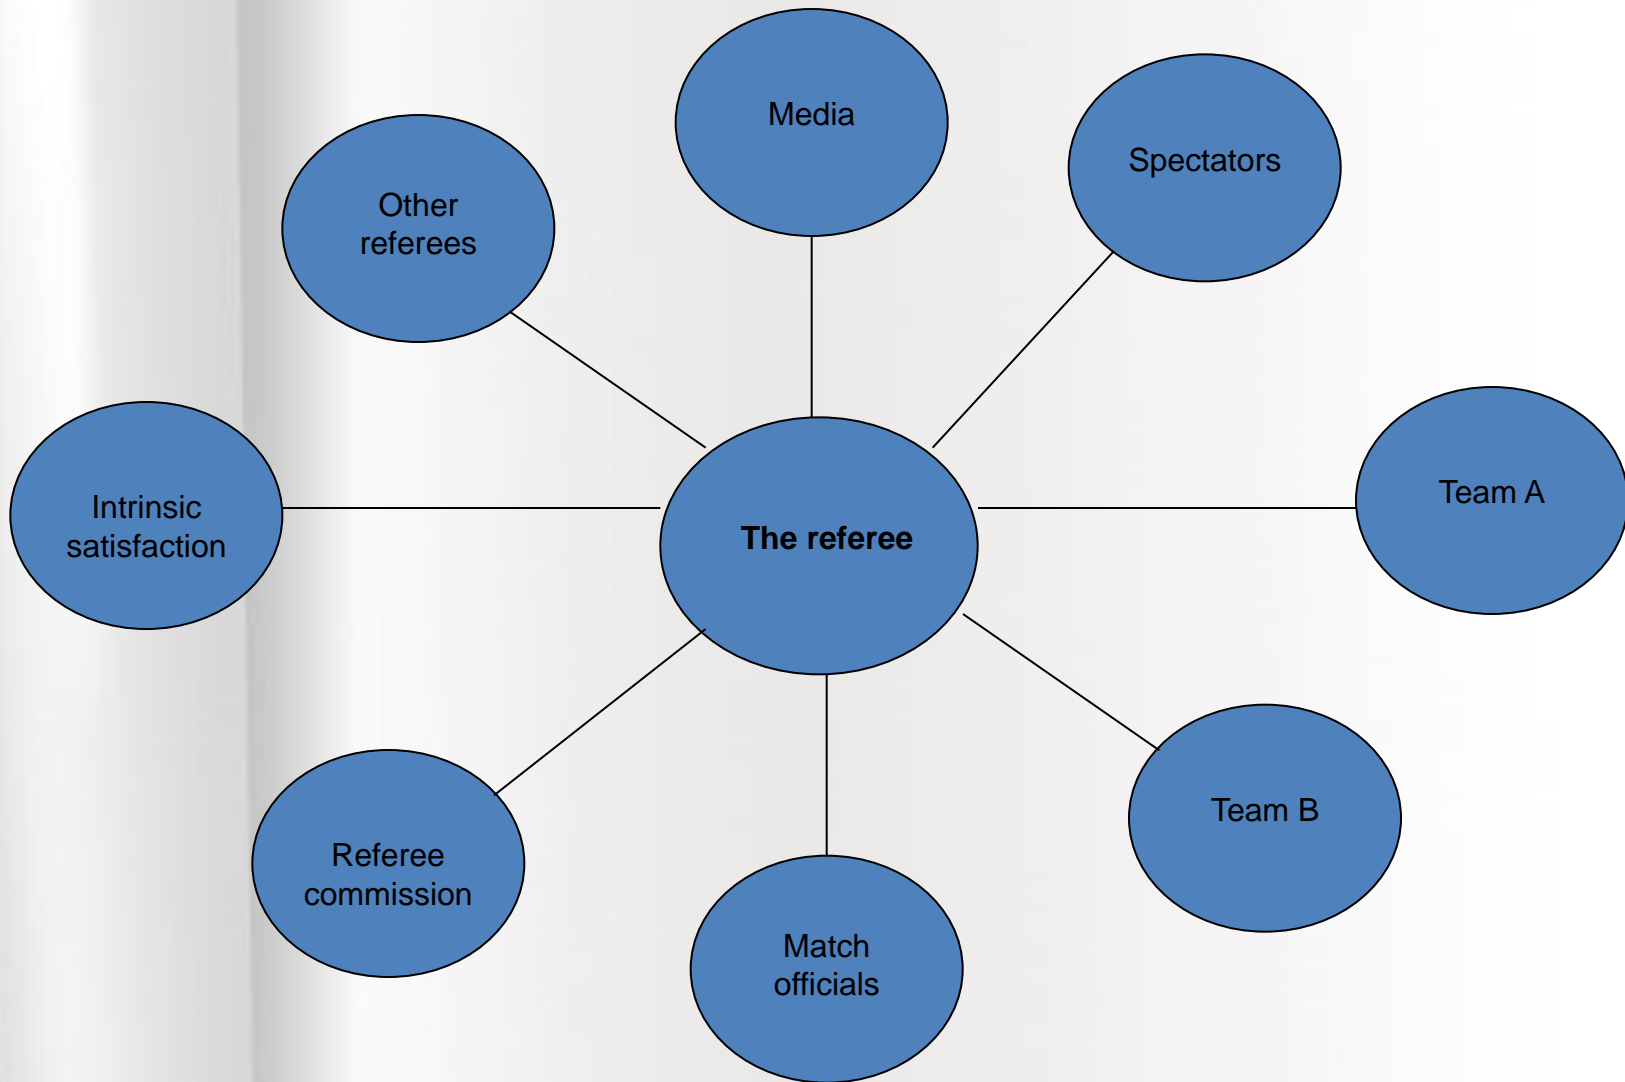 Media
Spectators
Other
referees
Team A
Intrinsic
satisfaction
The referee
Team B
Referee
commission
Match
officials